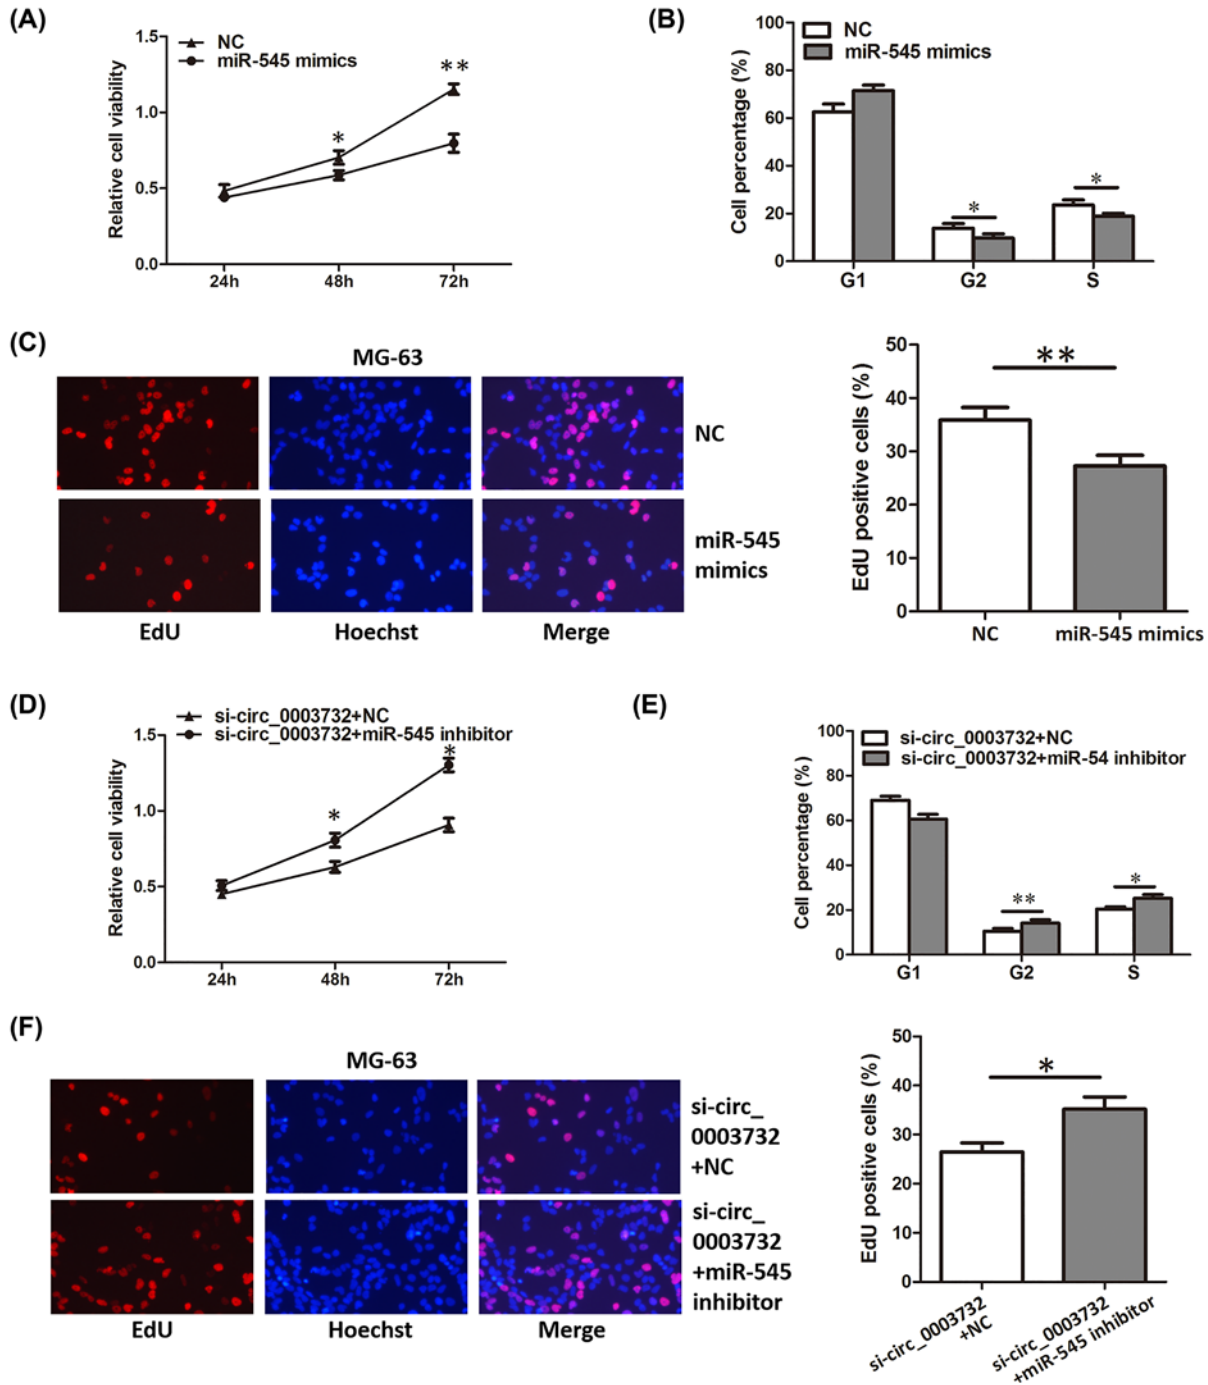 (A)
1.5
1.0
0.5
0.0
Relative cell viability
NC
miR-545 mimics
*
**
24h
48h
72h
(B)
100
80
60
40
20
0
Cell percentage (%)
NC
miR-545 mimics
*
*
G1
G2
S
(C)
MG-63
NC
miR-545
mimics
EdU
Hoechst
Merge
50
40
30
20
10
0
EdU positive cells (%)
**
NC
miR-545 mimics
(D)
si-circ_0003732+NC
si-circ_0003732+miR-545 inhibitor
1.5
1.0
0.5
0.0
Relative cell viability
*
*
24h
48h
72h
(E)
100
80
60
40
20
0
Cell percentage (%)
si-circ_0003732+NC
si-circ_0003732+miR-54 inhibitor
**
*
G1
G2
S
(F)
MG-63
si-circ_
0003732
+NC
si-circ_
0003732
+miR-545
inhibitor
EdU
Hoechst
Merge
50
40
30
20
10
0
EdU positive cells (%)
*
si-circ_0003732
+NC
si-circ_0003732
+miR-545 inhibitor